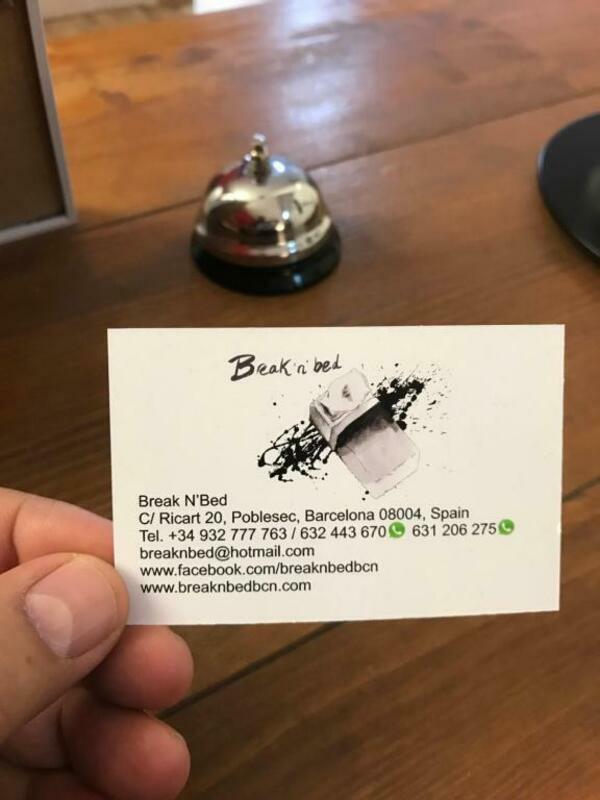 Break 'n' bed
Break N'Bed
C/ Ricart 20, Poblesec, Barcelona 08004, Spain
Tel. +34 932 777 763 / 632 443 670 631 206 275
breaknbed@hotmail.com
www.facebook.com/breaknbedbcn
www.breaknbedbcn.com